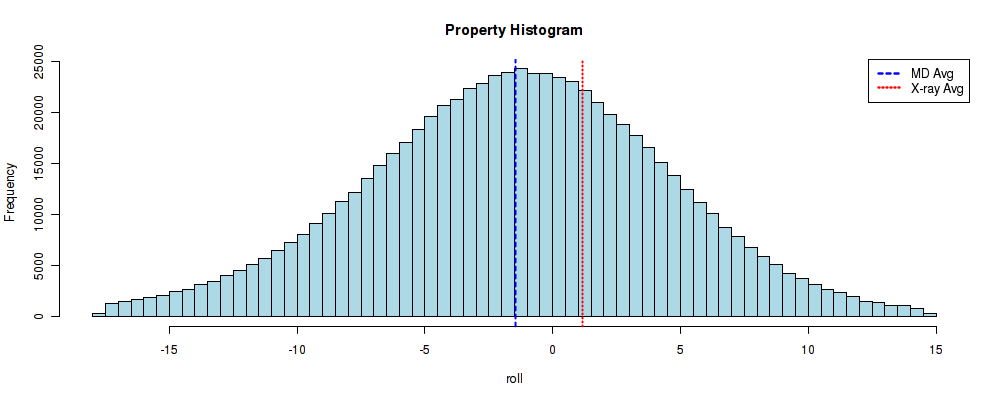 Property Histogram
MD Avg
X-ray Avg
Frequency
25000
20000
15000
10000
5000
0
-15 -10 -5 0 5 10 15
roll